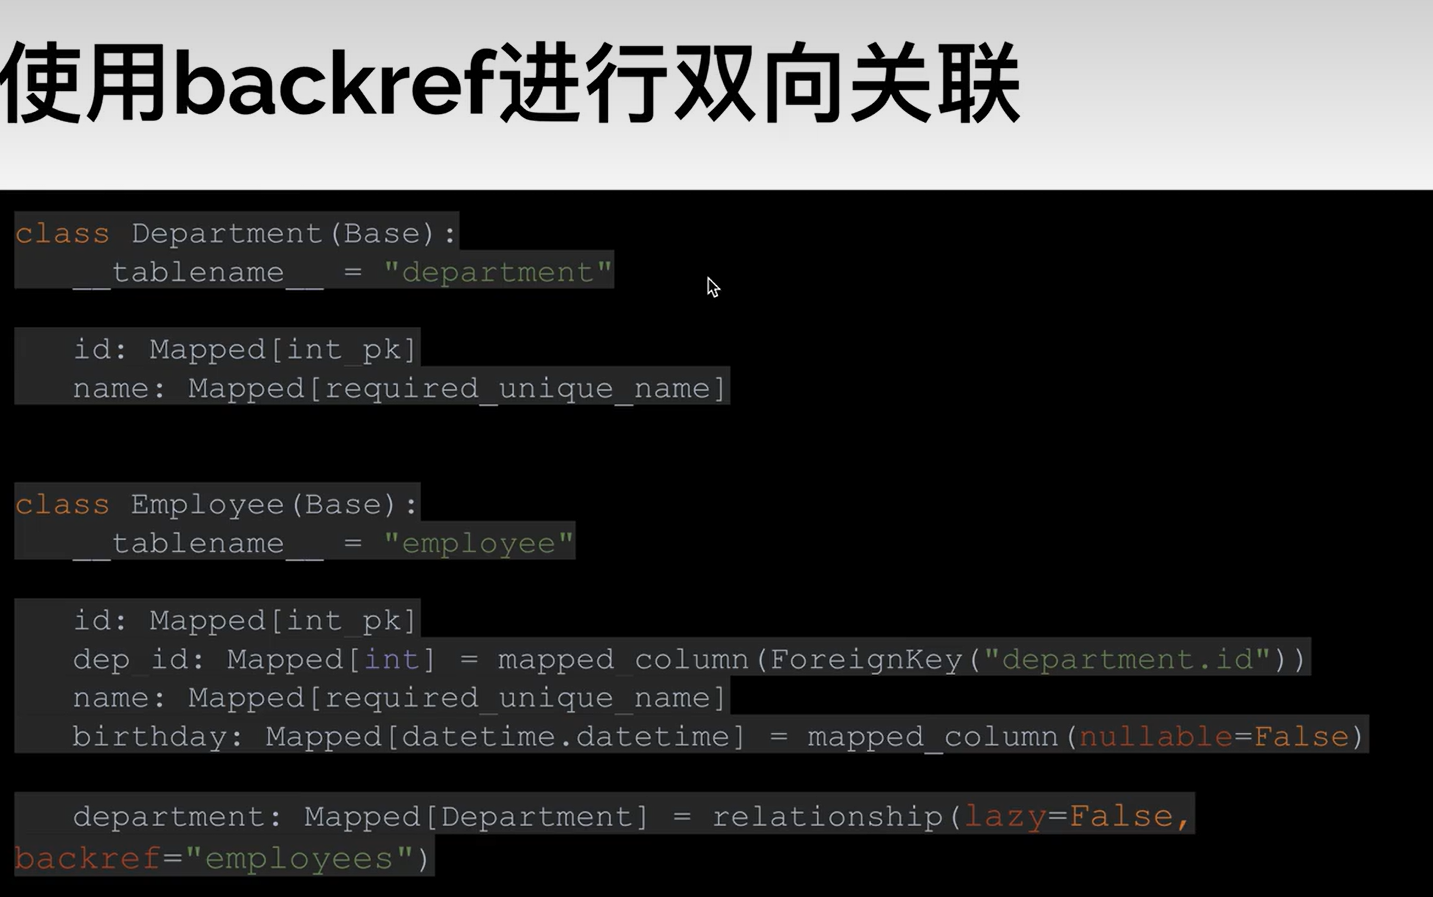 使用backref进行双向关联
class Department(Base):
__tablename__ = "department"
id: Mapped[int_pk]
name: Mapped[required_unique_name]
class Employee(Base):
__tablename__ = "employee"
id: Mapped[int_pk]
dep_id: Mapped[int] = mapped_column(ForeignKey("department.id"))
name: Mapped[required_unique_name]
birthday: Mapped[datetime.datetime] = mapped_column(nullable=False)
department: Mapped[Department] = relationship(lazy=False,
backref="employees")